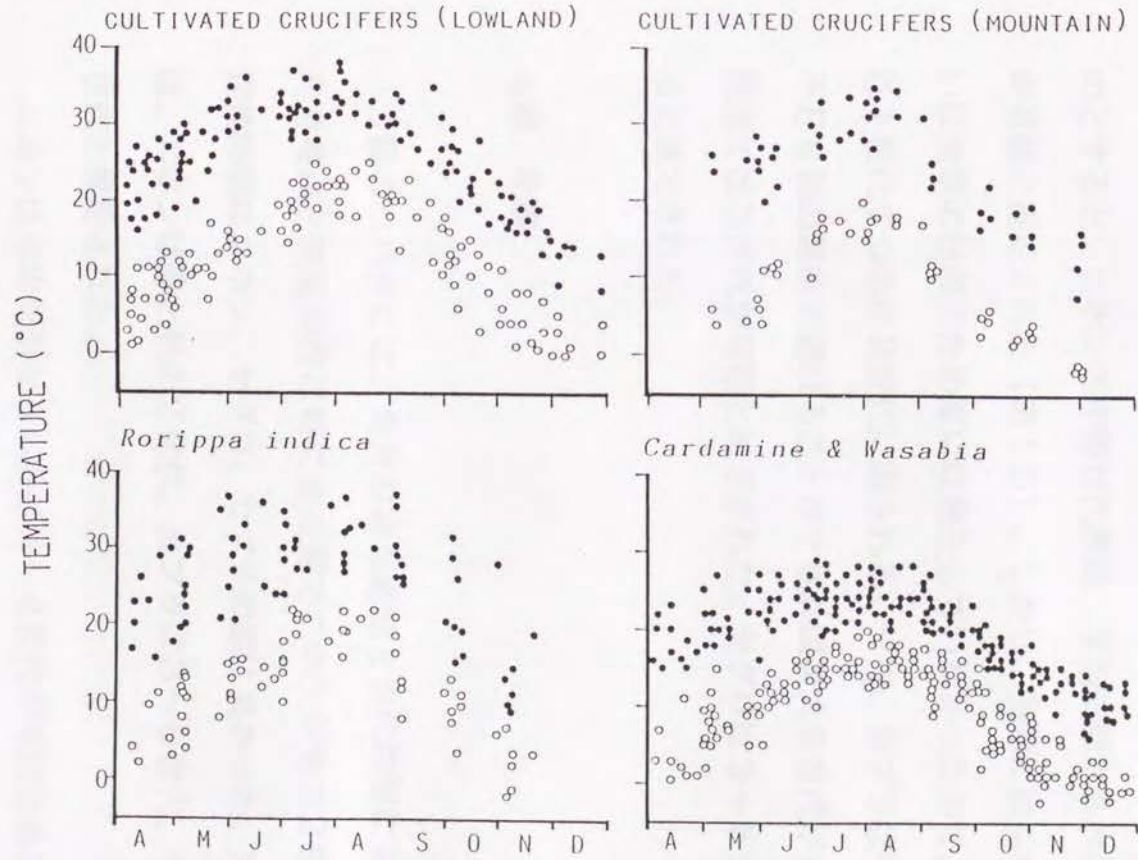 CULTIVATED CRUCIFERS (LOWLAND)
CULTIVATED CRUCIFERS (MOUNTAIN)
40
30
20
10
0
TEMPERATURE (°C)
Rorippa indica
Cardamine & Wasabia
40
30
20
10
0
A M J J A S O N D
A M J J A S O N D